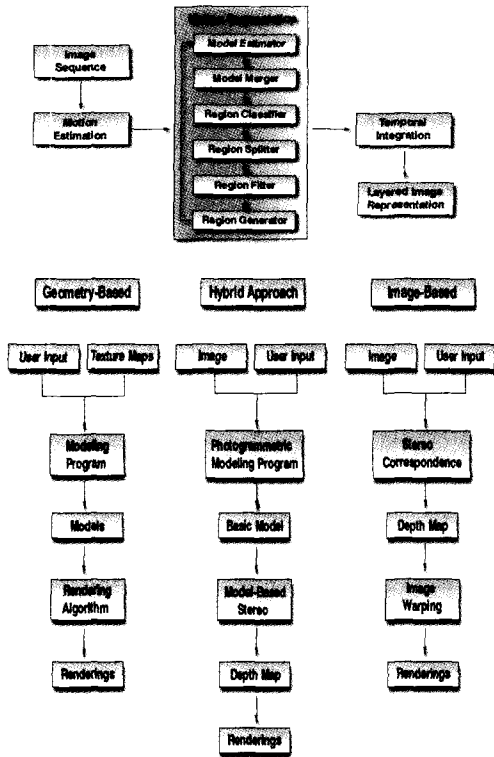 Image
Sequence
Motion
Estimation
Model Estimator
Model Merger
Region Classifier
Region Splitter
Region Filter
Region Generator
Temporal
Integration
Layered Image
Representation
Geometry-Based
Hybrid Approach
Image-Based
User Input
Texture Maps
Image
User Input
Image
User Input
Modeling
Program
Photogrammetric
Modeling Program
Stereo
Correspondence
Models
Basic Model
Depth Map
Rendering
Algorithm
Model-Based
Stereo
Image
Warping
Renderings
Depth Map
Renderings
Renderings